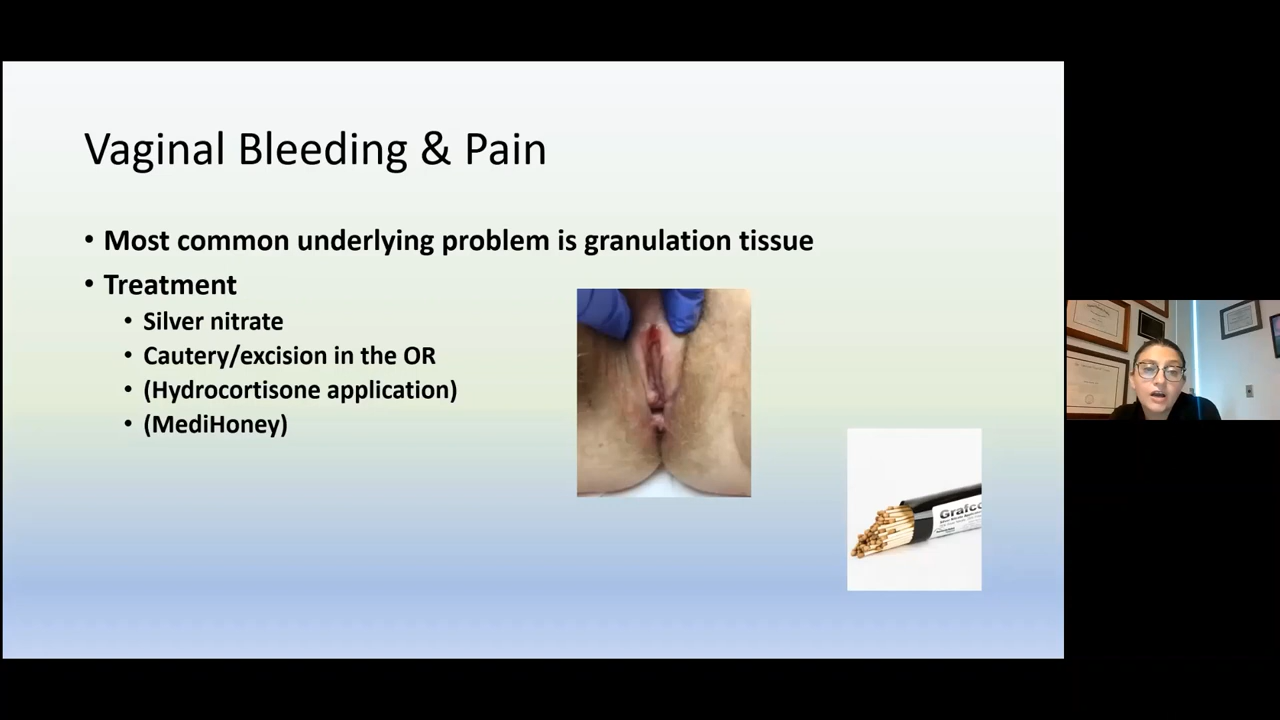 Vaginal Bleeding & Pain
• Most common underlying problem is granulation tissue
• Treatment
• Silver nitrate
• Cautery/excision in the OR
• (Hydrocortisone application)
• (MediHoney)
Grafco